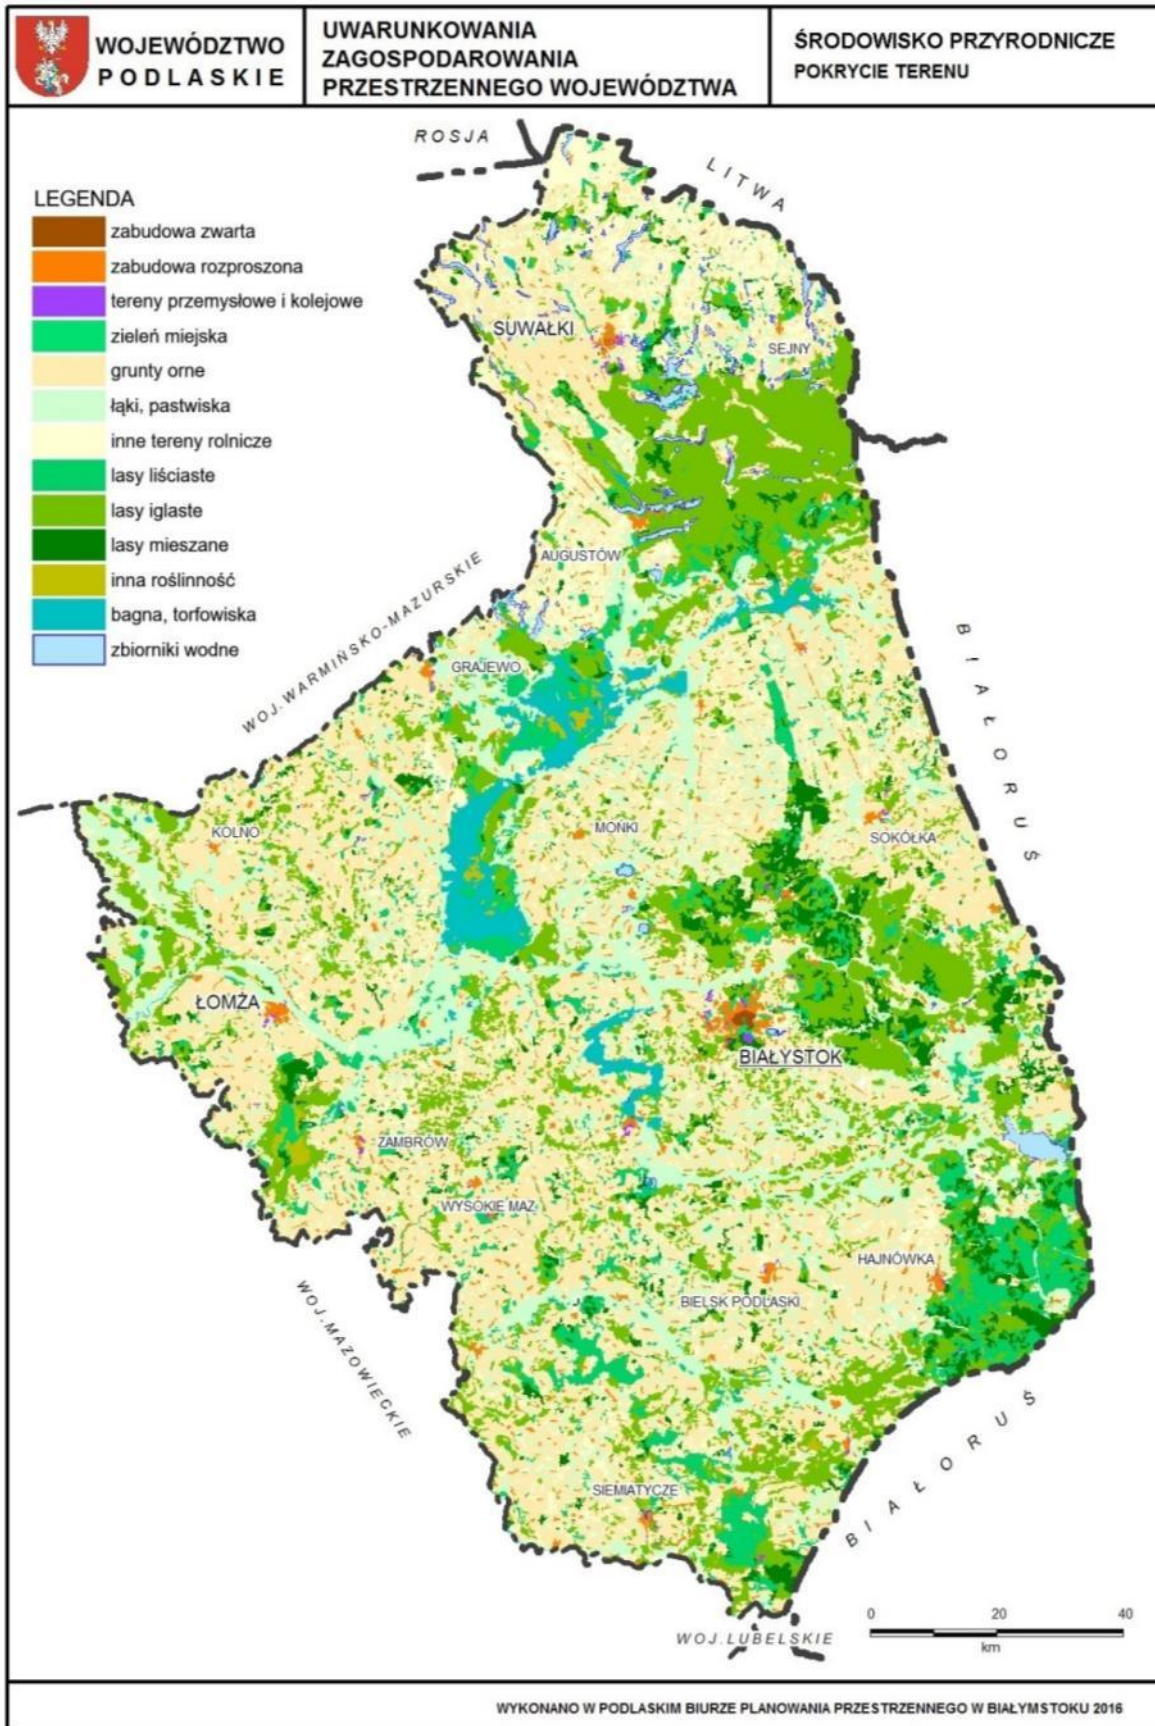 WOJEWÓDZTWO
PODLASKIE
UWARUNKOWANIA
ZAGOSPODAROWANIA
PRZESTRZENNEGO WOJEWÓDZTWA
ŚRODOWISKO PRZYRODNICZE
POKRYCIE TERENU
ROSJA
LITWA
LEGENDA
zabudowa zwarta
zabudowa rozproszona
tereny przemysłowe i kolejowe
zieleń miejska
grunty orne
łąki, pastwiska
inne tereny rolnicze
lasy liściaste
lasy iglaste
lasy mieszane
inna roślinność
bagna, torfowiska
zbiorniki wodne
SUWAŁKI
SEJNY
AUGUSTÓW
WOJ.WARMIŃSKO-MAZURSKIE
GRAJEWO
BIAŁORUŚ
KOLNO
MONKI
SOKÓŁKA
ŁOMŻA
BIAŁYSTOK
ZAMBRÓW
WYSOKIE MAZ
HAJNÓWKA
BIELSK PODLASKI
WOJ.MAZOWIECKIE
BIAŁORUŚ
SIEMIATYCZE
WOJ.LUBELSKIE
0 20 40
km
WYKONANO W PODLASKIM BIURZE PLANOWANIA PRZESTRZENNEGO W BIAŁYMSTOKU 2016